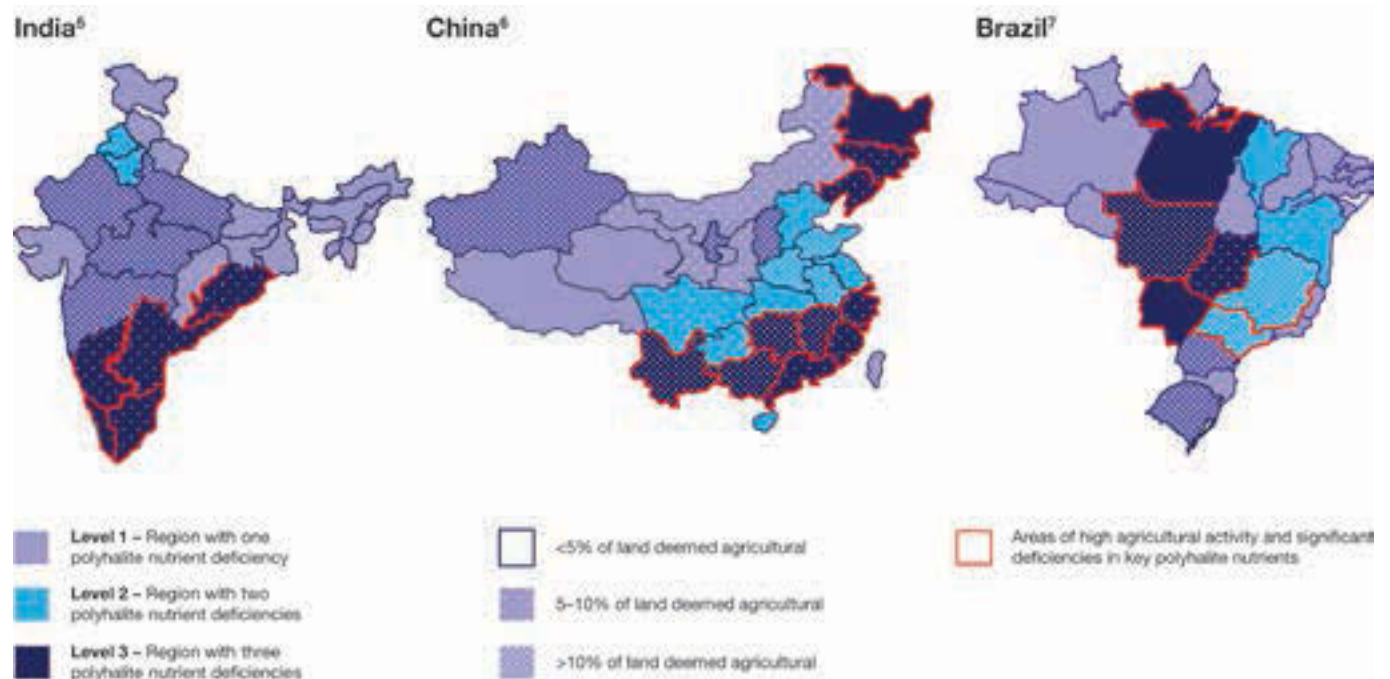 India⁵
China⁶
Brazil⁷
Level 1 – Region with one
polyhalite nutrient deficiency
Level 2 – Region with two
polyhalite nutrient deficiencies
Level 3 – Region with three
polyhalite nutrient deficiencies
<5% of land deemed agricultural
5–10% of land deemed agricultural
>10% of land deemed agricultural
Areas of high agricultural activity and significant
deficiencies in key polyhalite nutrients